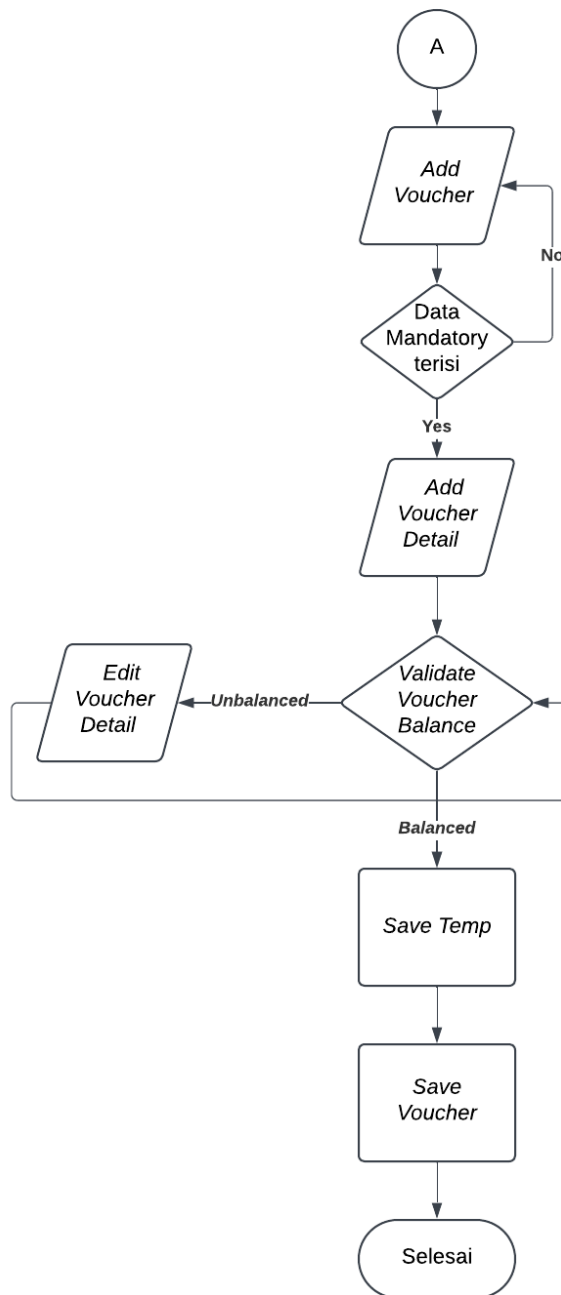 A
Add
Voucher
No
Data
Mandatory
terisi
Yes
Add
Voucher
Detail
Edit
Voucher
Detail
Unbalanced
Validate
Voucher
Balance
Balanced
Save Temp
Save
Voucher
Selesai